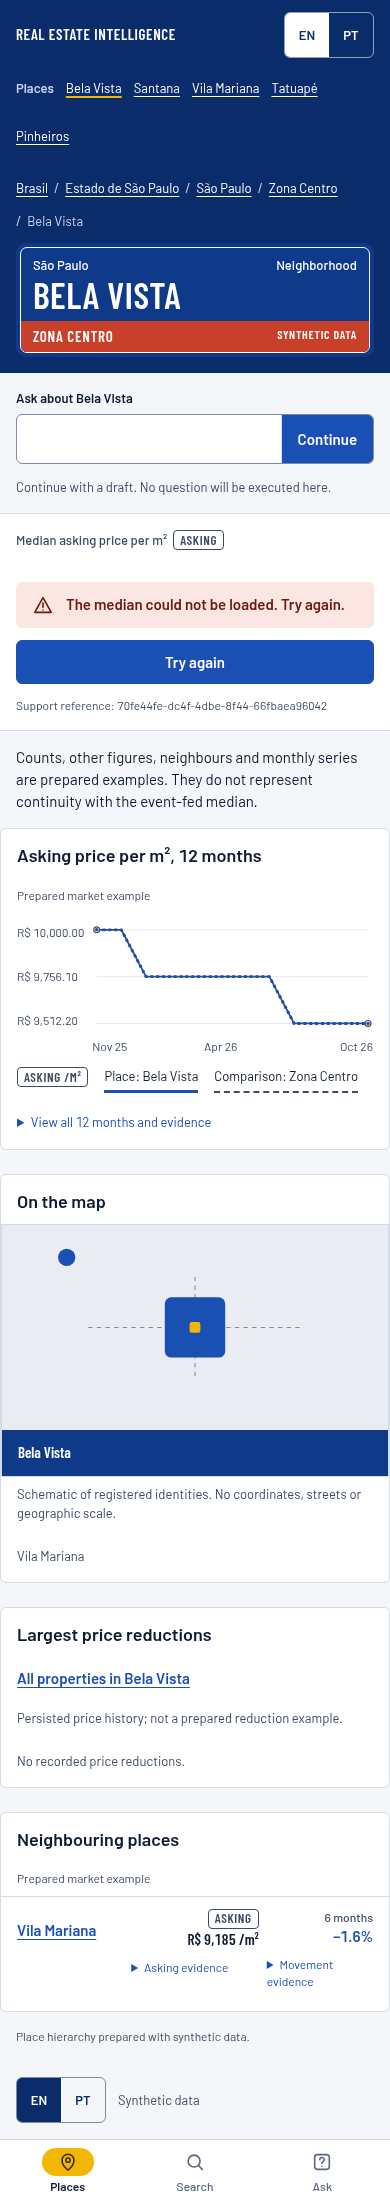 REAL ESTATE INTELLIGENCE
EN PT
Places Bela Vista Santana Vila Mariana Tatuapé
Pinheiros
Brasil / Estado de São Paulo / São Paulo / Zona Centro
/ Bela Vista
São Paulo Neighborhood
BELA VISTA
ZONA CENTRO SYNTHETIC DATA
Ask about Bela Vista
Continue
Continue with a draft. No question will be executed here.
Median asking price per m² ASKING
The median could not be loaded. Try again.
Try again
Support reference: 70fe44fe-dc4f-4dbe-8f44-66fbaea96042
Continue
Counts, other figures, neighbours and monthly series
are prepared examples. They do not represent
continuity with the event-fed median.
Asking price per m², 12 months
Prepared market example
R$ 10,000.00
R$ 9,756.10
R$ 9,512.20
Nov 25 Apr 26 Oct 26
ASKING /M² Place: Bela Vista Comparison: Zona Centro
View all 12 months and evidence
On the map
Bela Vista
Schematic of registered identities. No coordinates, streets or
geographic scale.
Vila Mariana
Largest price reductions
All properties in Bela Vista
Persisted price history; not a prepared reduction example.
No recorded price reductions.
Neighbouring places
Prepared market example
Vila Mariana
ASKING
R$ 9,185 /m²
Asking evidence
6 months
−1.6%
Movement
evidence
Place hierarchy prepared with synthetic data.
EN PT Synthetic data
Places Search Ask